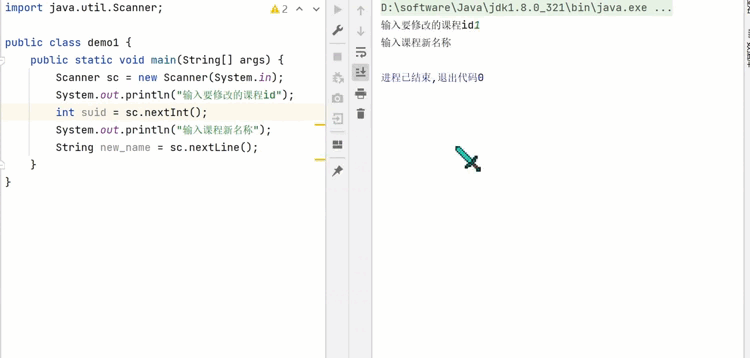 import java.util.Scanner;
2
public class demo1 {
public static void main(String[] args) {
Scanner sc = new Scanner(System.in);
System.out.println("输入要修改的课程id");
int suid = sc.nextInt();
System.out.println("输入课程新名称");
String new_name = sc.nextLine();
}
}
D:\software\Java\jdk1.8.0_321\bin\java.exe ...
输入要修改的课程id1
输入课程新名称
进程已结束,退出代码0